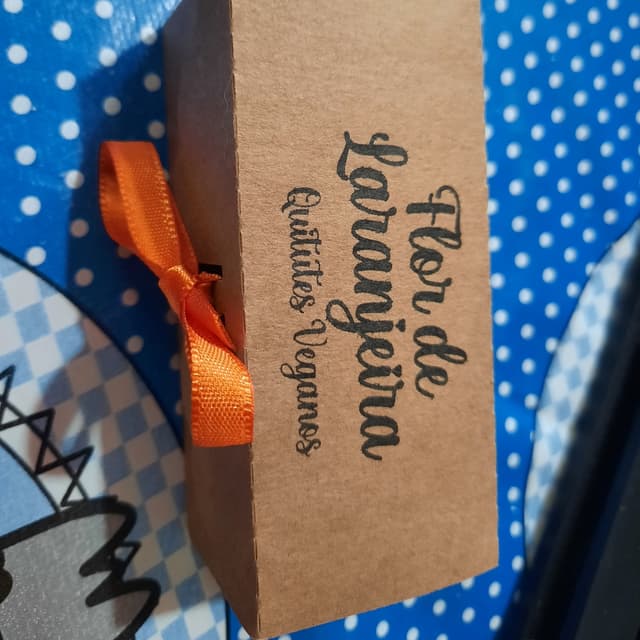 Flor de
Laranjeira
Quitutes Veganos